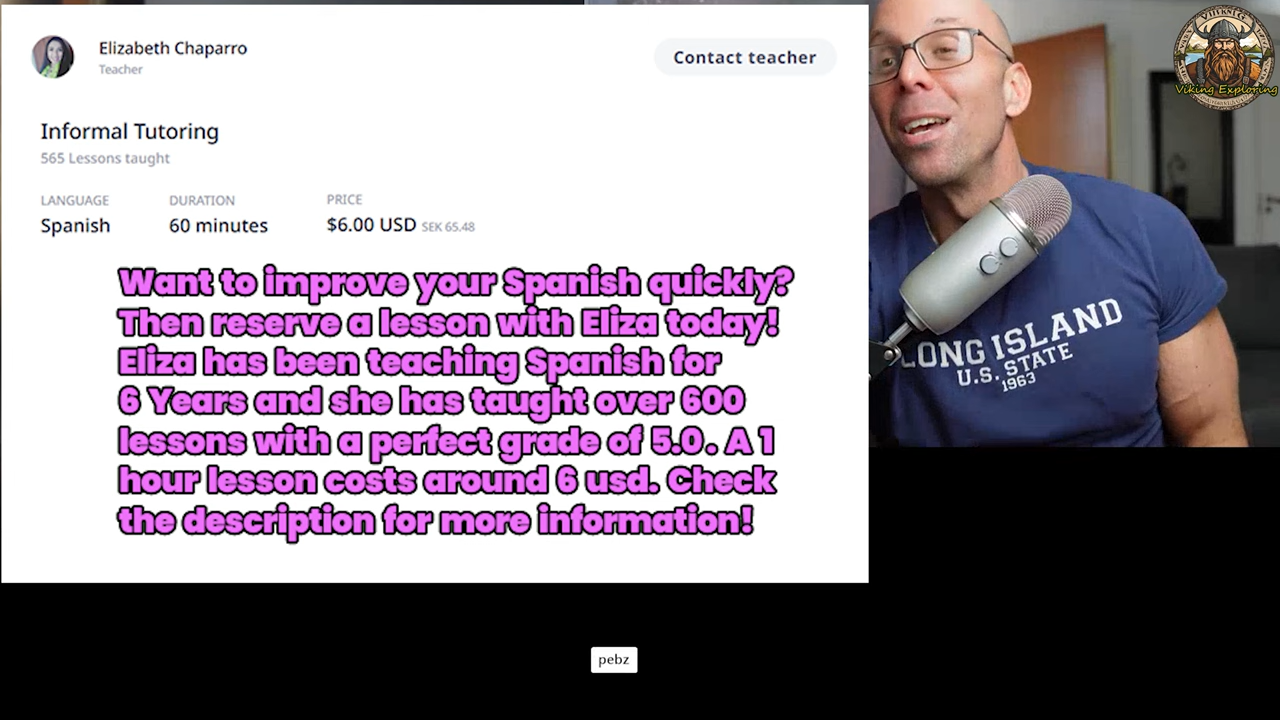 Elizabeth Chaparro
Teacher
Contact teacher
Informal Tutoring
565 Lessons taught
LANGUAGE
DURATION
PRICE
Spanish
60 minutes
$6.00 USD SEK 65.48
Want to improve your Spanish quickly?
Then reserve a lesson with Eliza today!
Eliza has been teaching Spanish for
6 Years and she has taught over 600
lessons with a perfect grade of 5.0. A 1
hour lesson costs around 6 usd. Check
the description for more information!
Viking Exploring
LONG ISLAND
U.S. STATE
1963
pebz